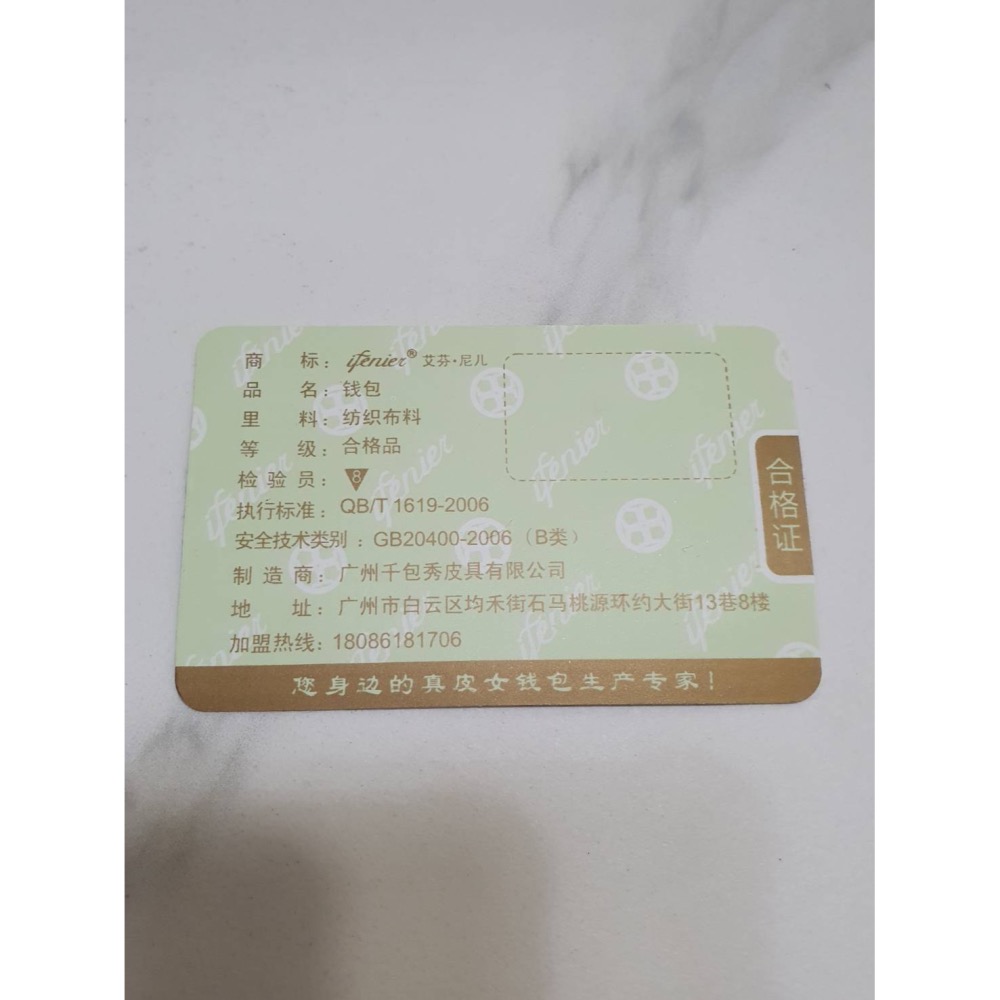 商 标：ifenier® 艾芬·尼儿
品 名：钱包
里 料：纺织布料
等 级：合格品
检 验 员：8
执行标准：QB/T 1619-2006
安全技术类别：GB20400-2006（B类）
制 造 商：广州千包秀皮具有限公司
地 址：广州市白云区均禾街石马桃源环约大街13巷8楼
加盟热线：18086181706
合格证
您身边的真皮女钱包生产专家！